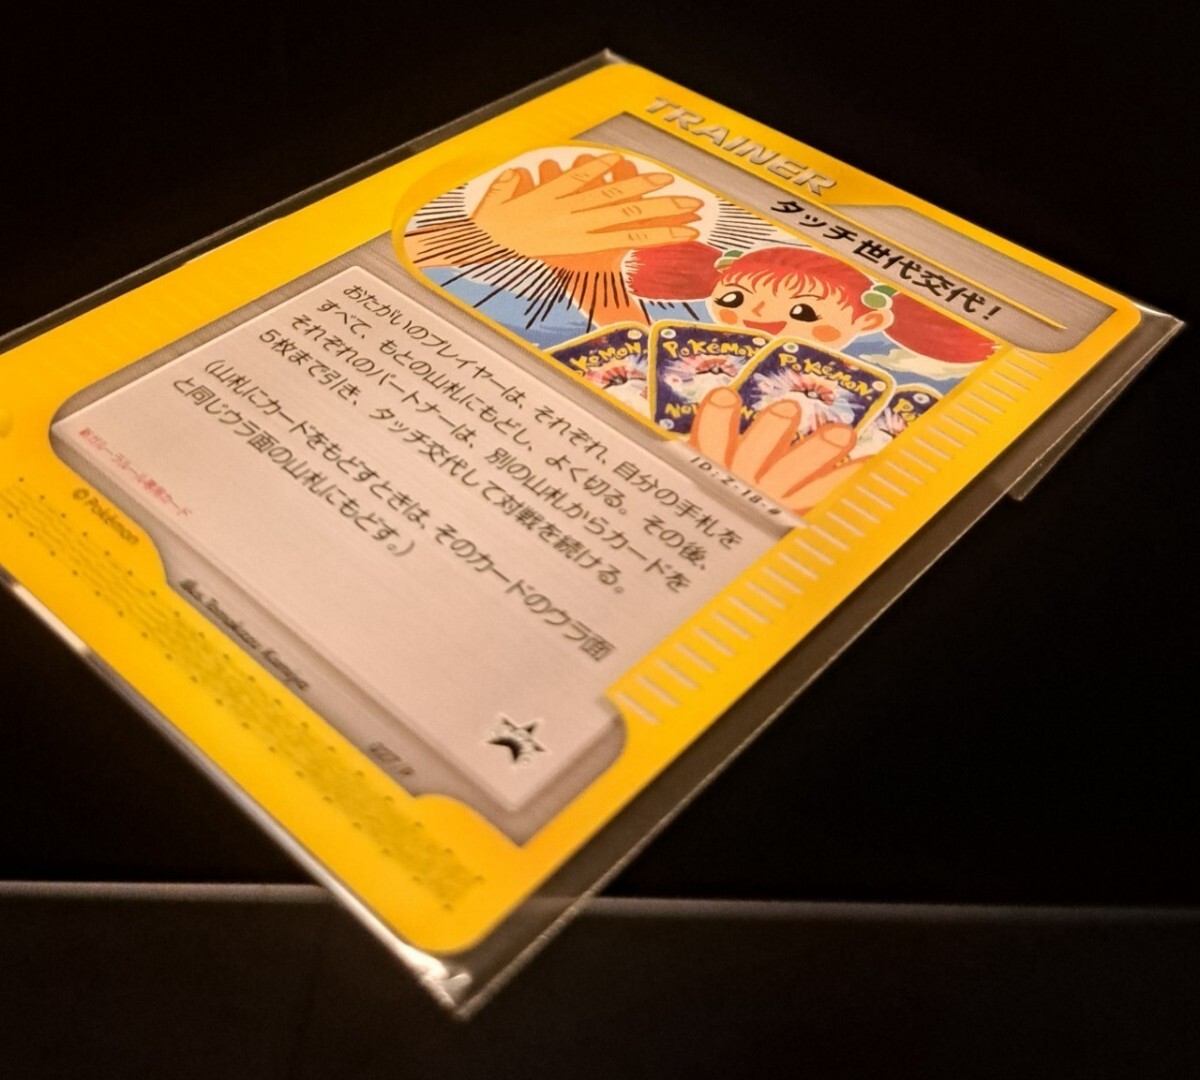 TRAINER
タッチ世代交代!
POKéMON
POKéMON
ID:Z-18-#
おたがいのプレイヤーは、それぞれ、自分の手札を
すべて、もとの山札にもどし、よく切る。その後、
それぞれのパートナーは、別の山札からカードを
5枚まで引き、タッチ交代して対戦を続ける。
(山札にカードをもどすときは、そのカードのウラ面
と同じウラ面の山札にもどす。)
© Pokémon